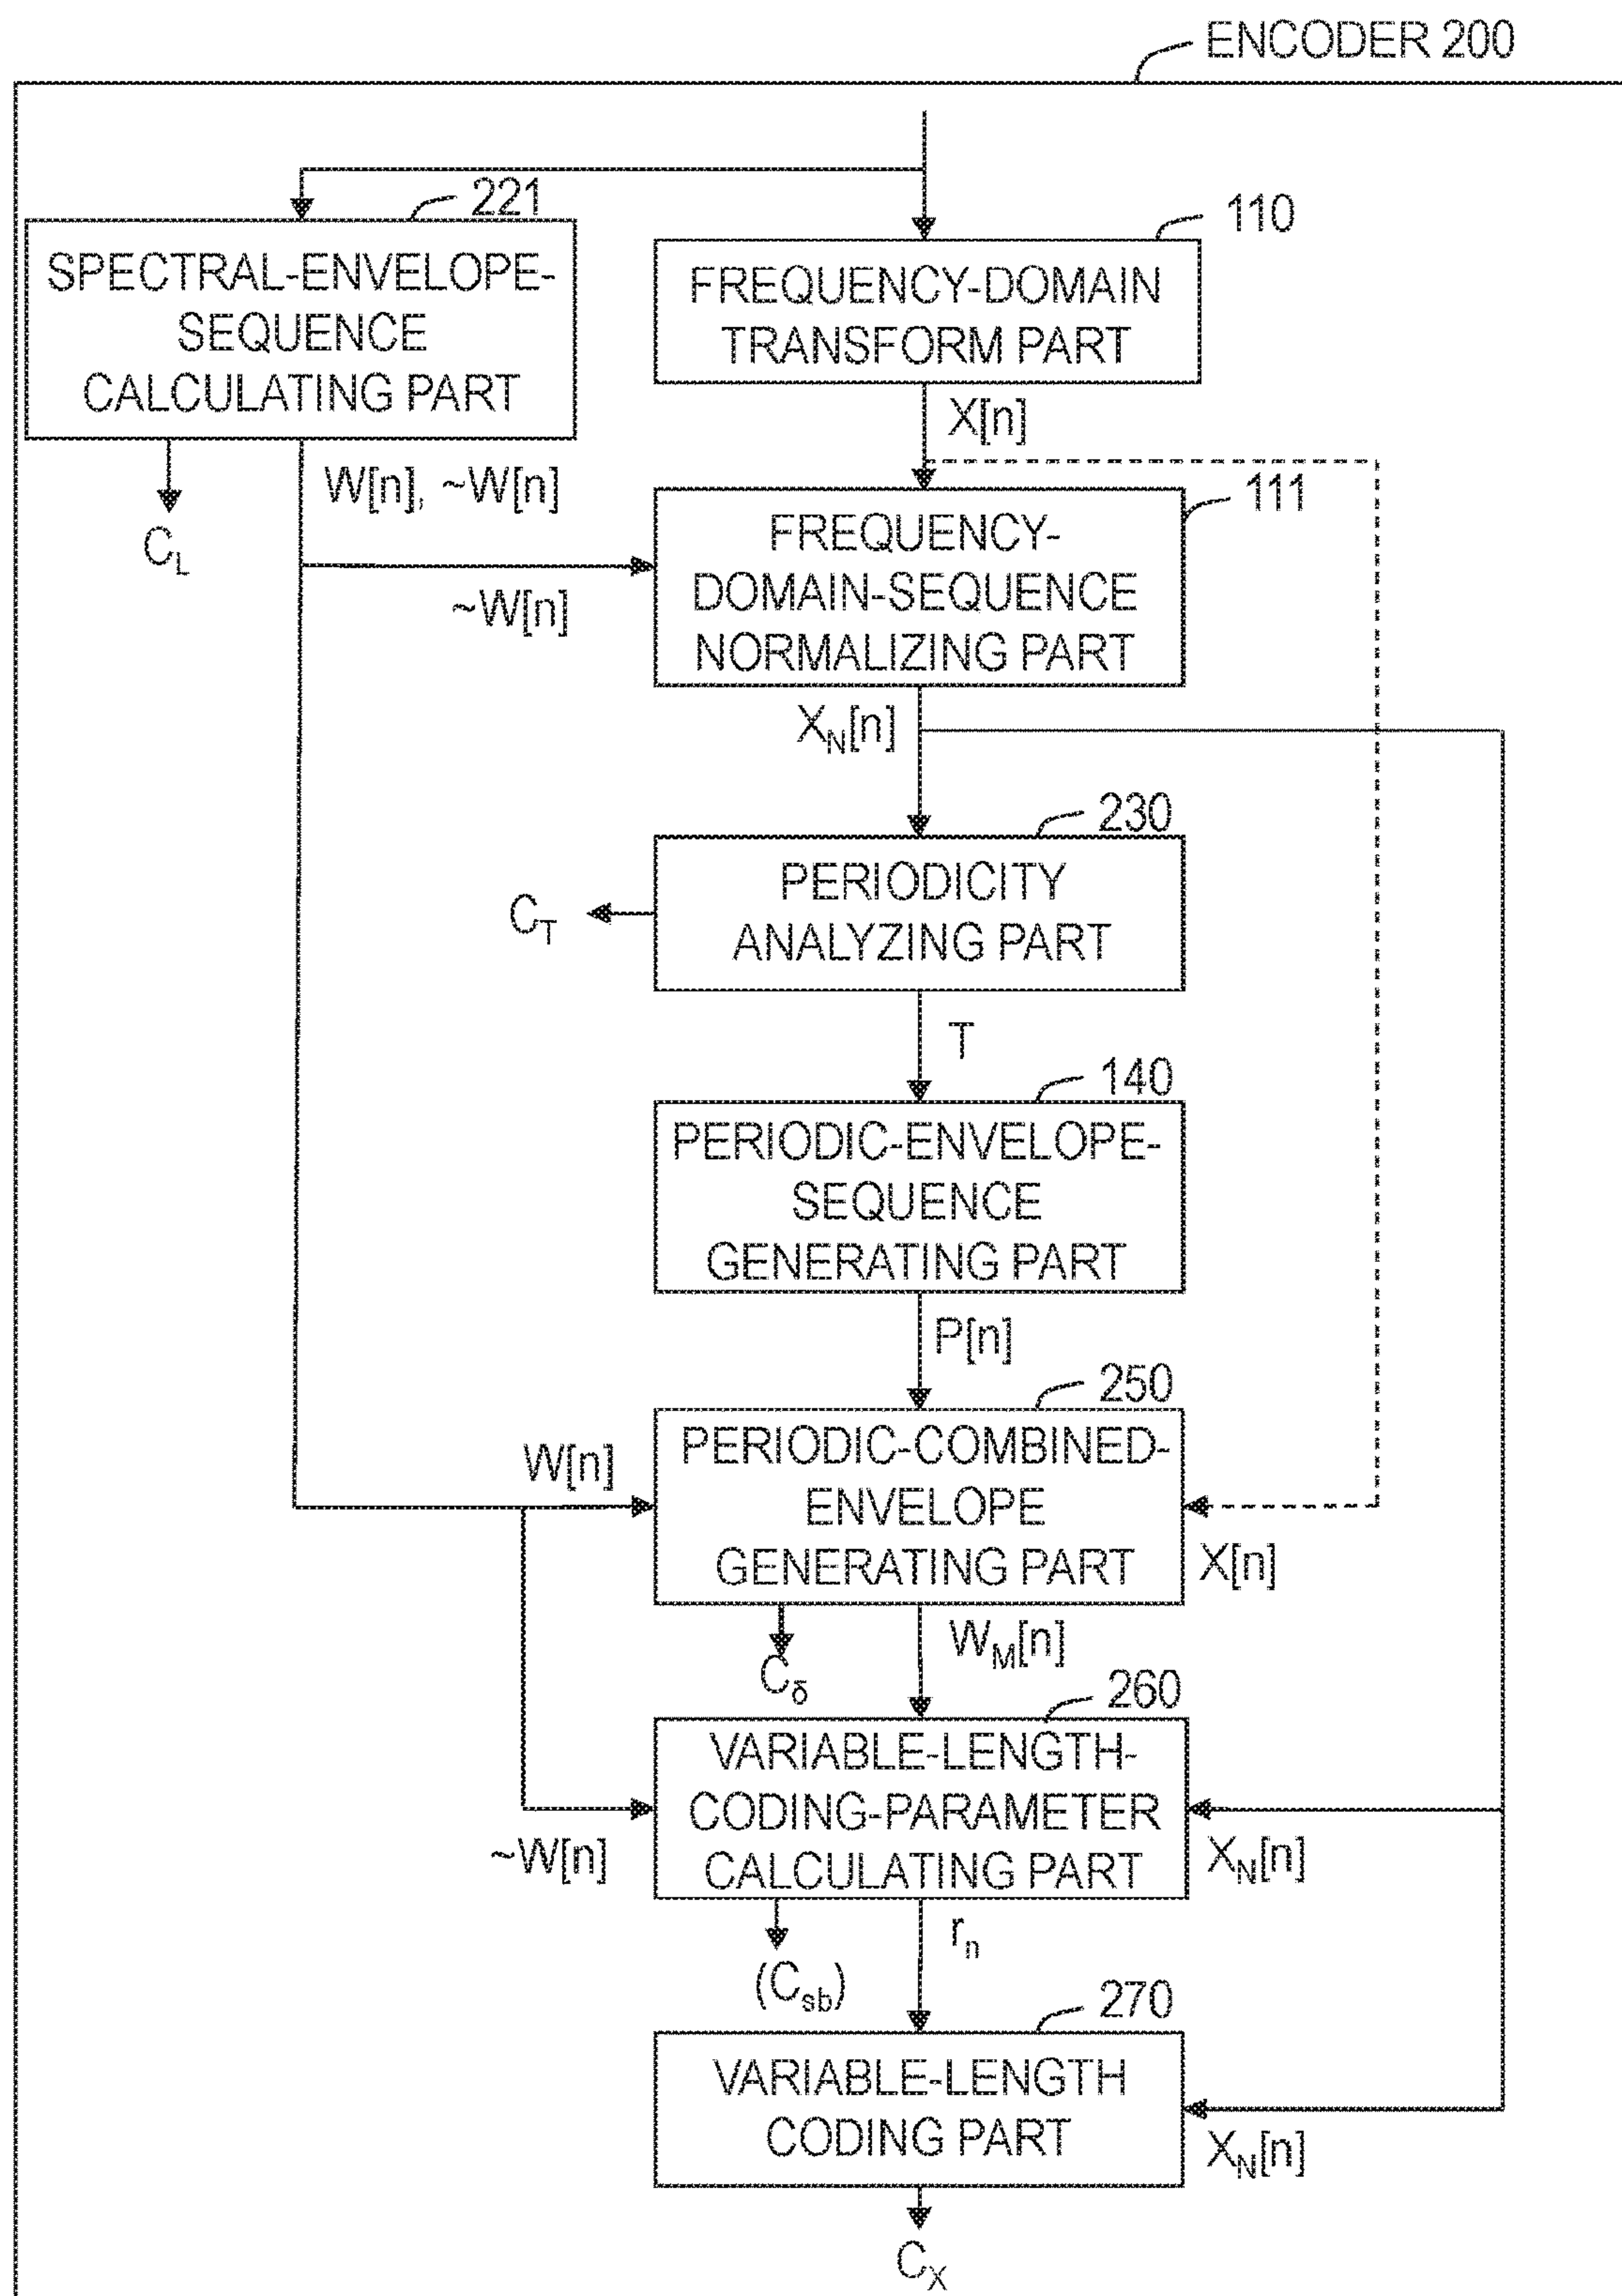 ENCODER 200
221
110
SPECTRAL-ENVELOPE-
SEQUENCE
CALCULATING PART
FREQUENCY-DOMAIN
TRANSFORM PART
X[n]
W[n], ~W[n]
C_L
111
FREQUENCY-
DOMAIN-SEQUENCE
NORMALIZING PART
~W[n]
X_N[n]
230
PERIODICITY
ANALYZING PART
C_T
T
140
PERIODIC-ENVELOPE-
SEQUENCE
GENERATING PART
P[n]
250
W[n]
PERIODIC-COMBINED-
ENVELOPE
GENERATING PART
X[n]
C_δ
W_M[n]
260
VARIABLE-LENGTH-
CODING-PARAMETER
CALCULATING PART
~W[n]
X_N[n]
r_n
(C_sb)
270
VARIABLE-LENGTH
CODING PART
X_N[n]
C_X